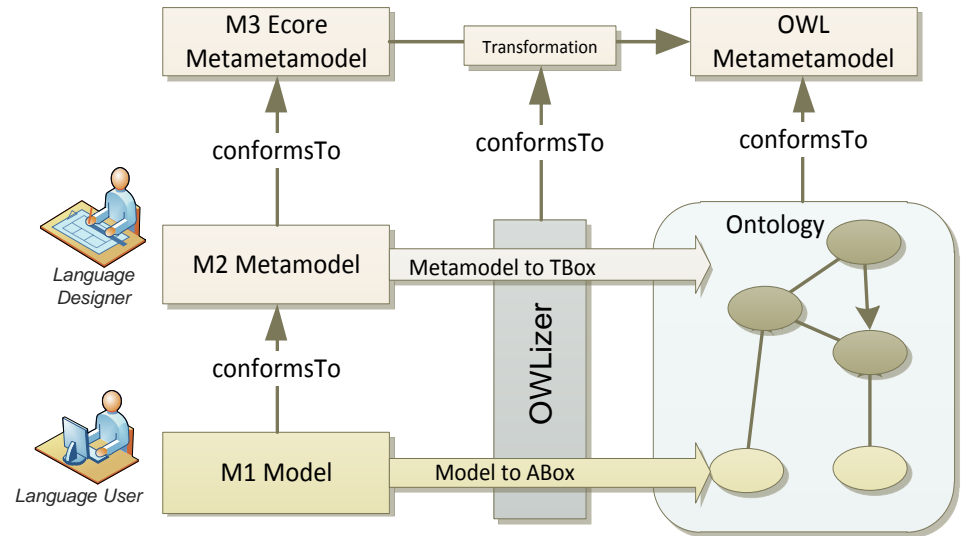 M3 Ecore
Metametamodel
Transformation
OWL
Metametamodel
conformsTo
conformsTo
conformsTo
Language
Designer
M2 Metamodel
Metamodel to TBox
Ontology
OWLizer
conformsTo
Language User
M1 Model
Model to ABox